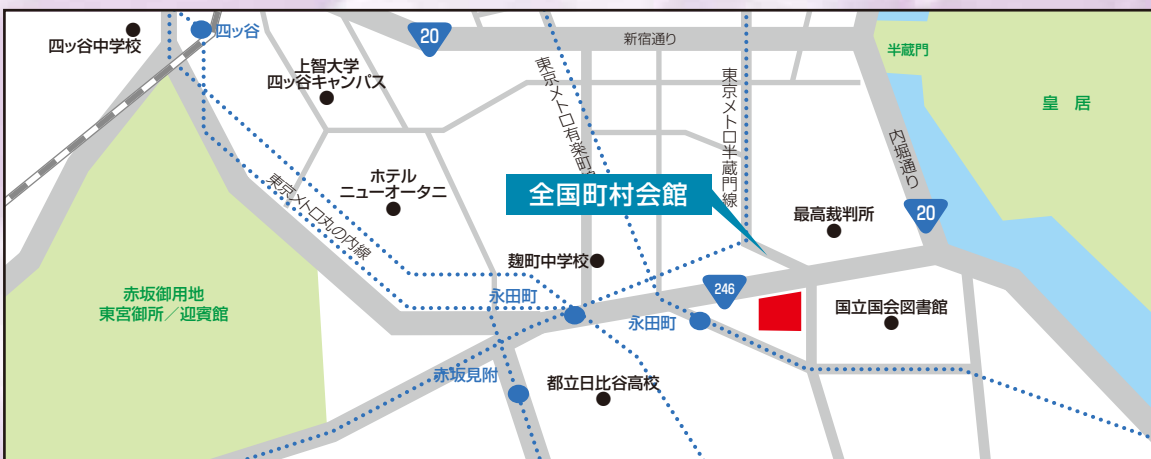 四ッ谷中学校
四ッ谷
20
新宿通り
半蔵門
皇 居
上智大学
四ッ谷キャンパス
東京メトロ有楽町
東京メトロ半蔵門線
内堀通り
ホテル
ニューオータニ
東京メトロ丸の内線
全国町村会館
最高裁判所
20
麹町中学校
246
赤坂御用地
東宮御所／迎賓館
永田町
永田町
国立国会図書館
赤坂見附
都立日比谷高校